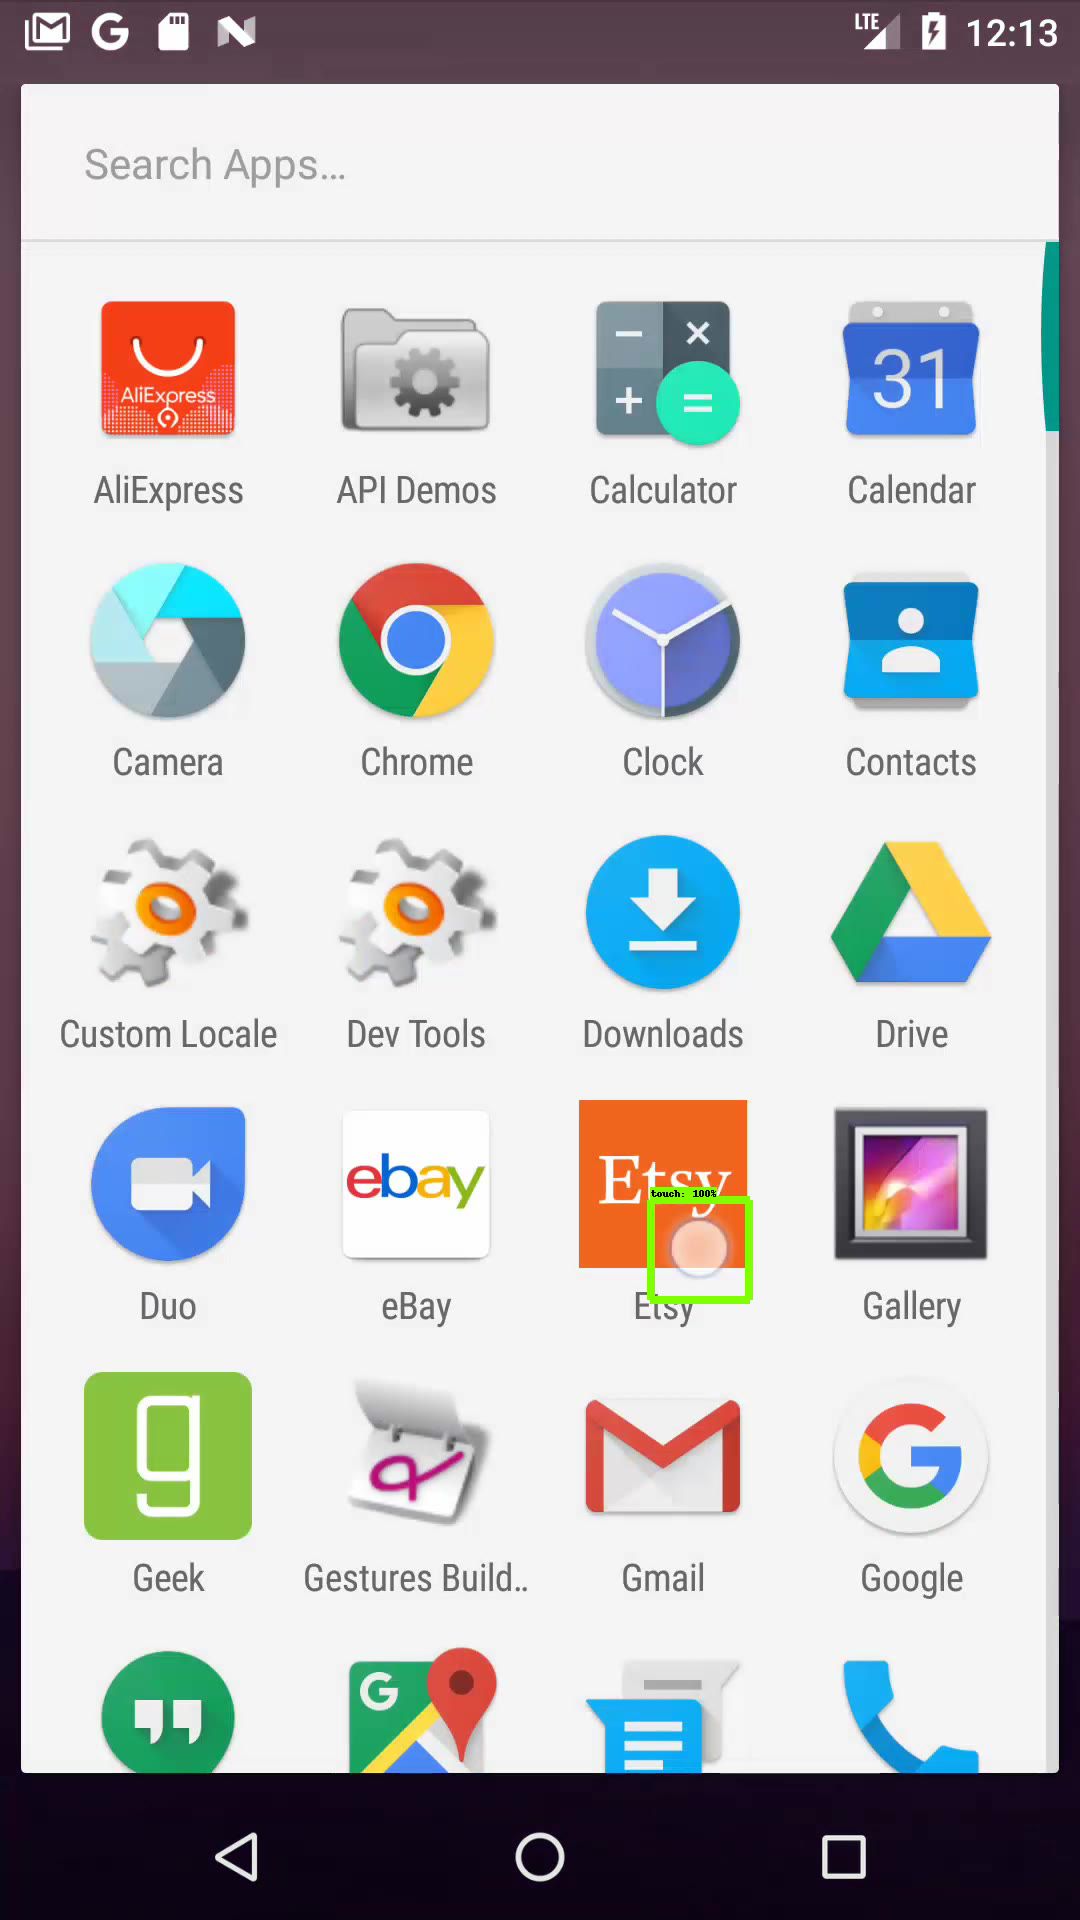 LTE 12:13
Search Apps…
AliExpress
31
AliExpress API Demos Calculator Calendar
Camera Chrome Clock Contacts
Custom Locale Dev Tools Downloads Drive
ebay Etsy
touch: 100%
Duo eBay Etsy Gallery
g G
Geek Gestures Build.. Gmail Google
G